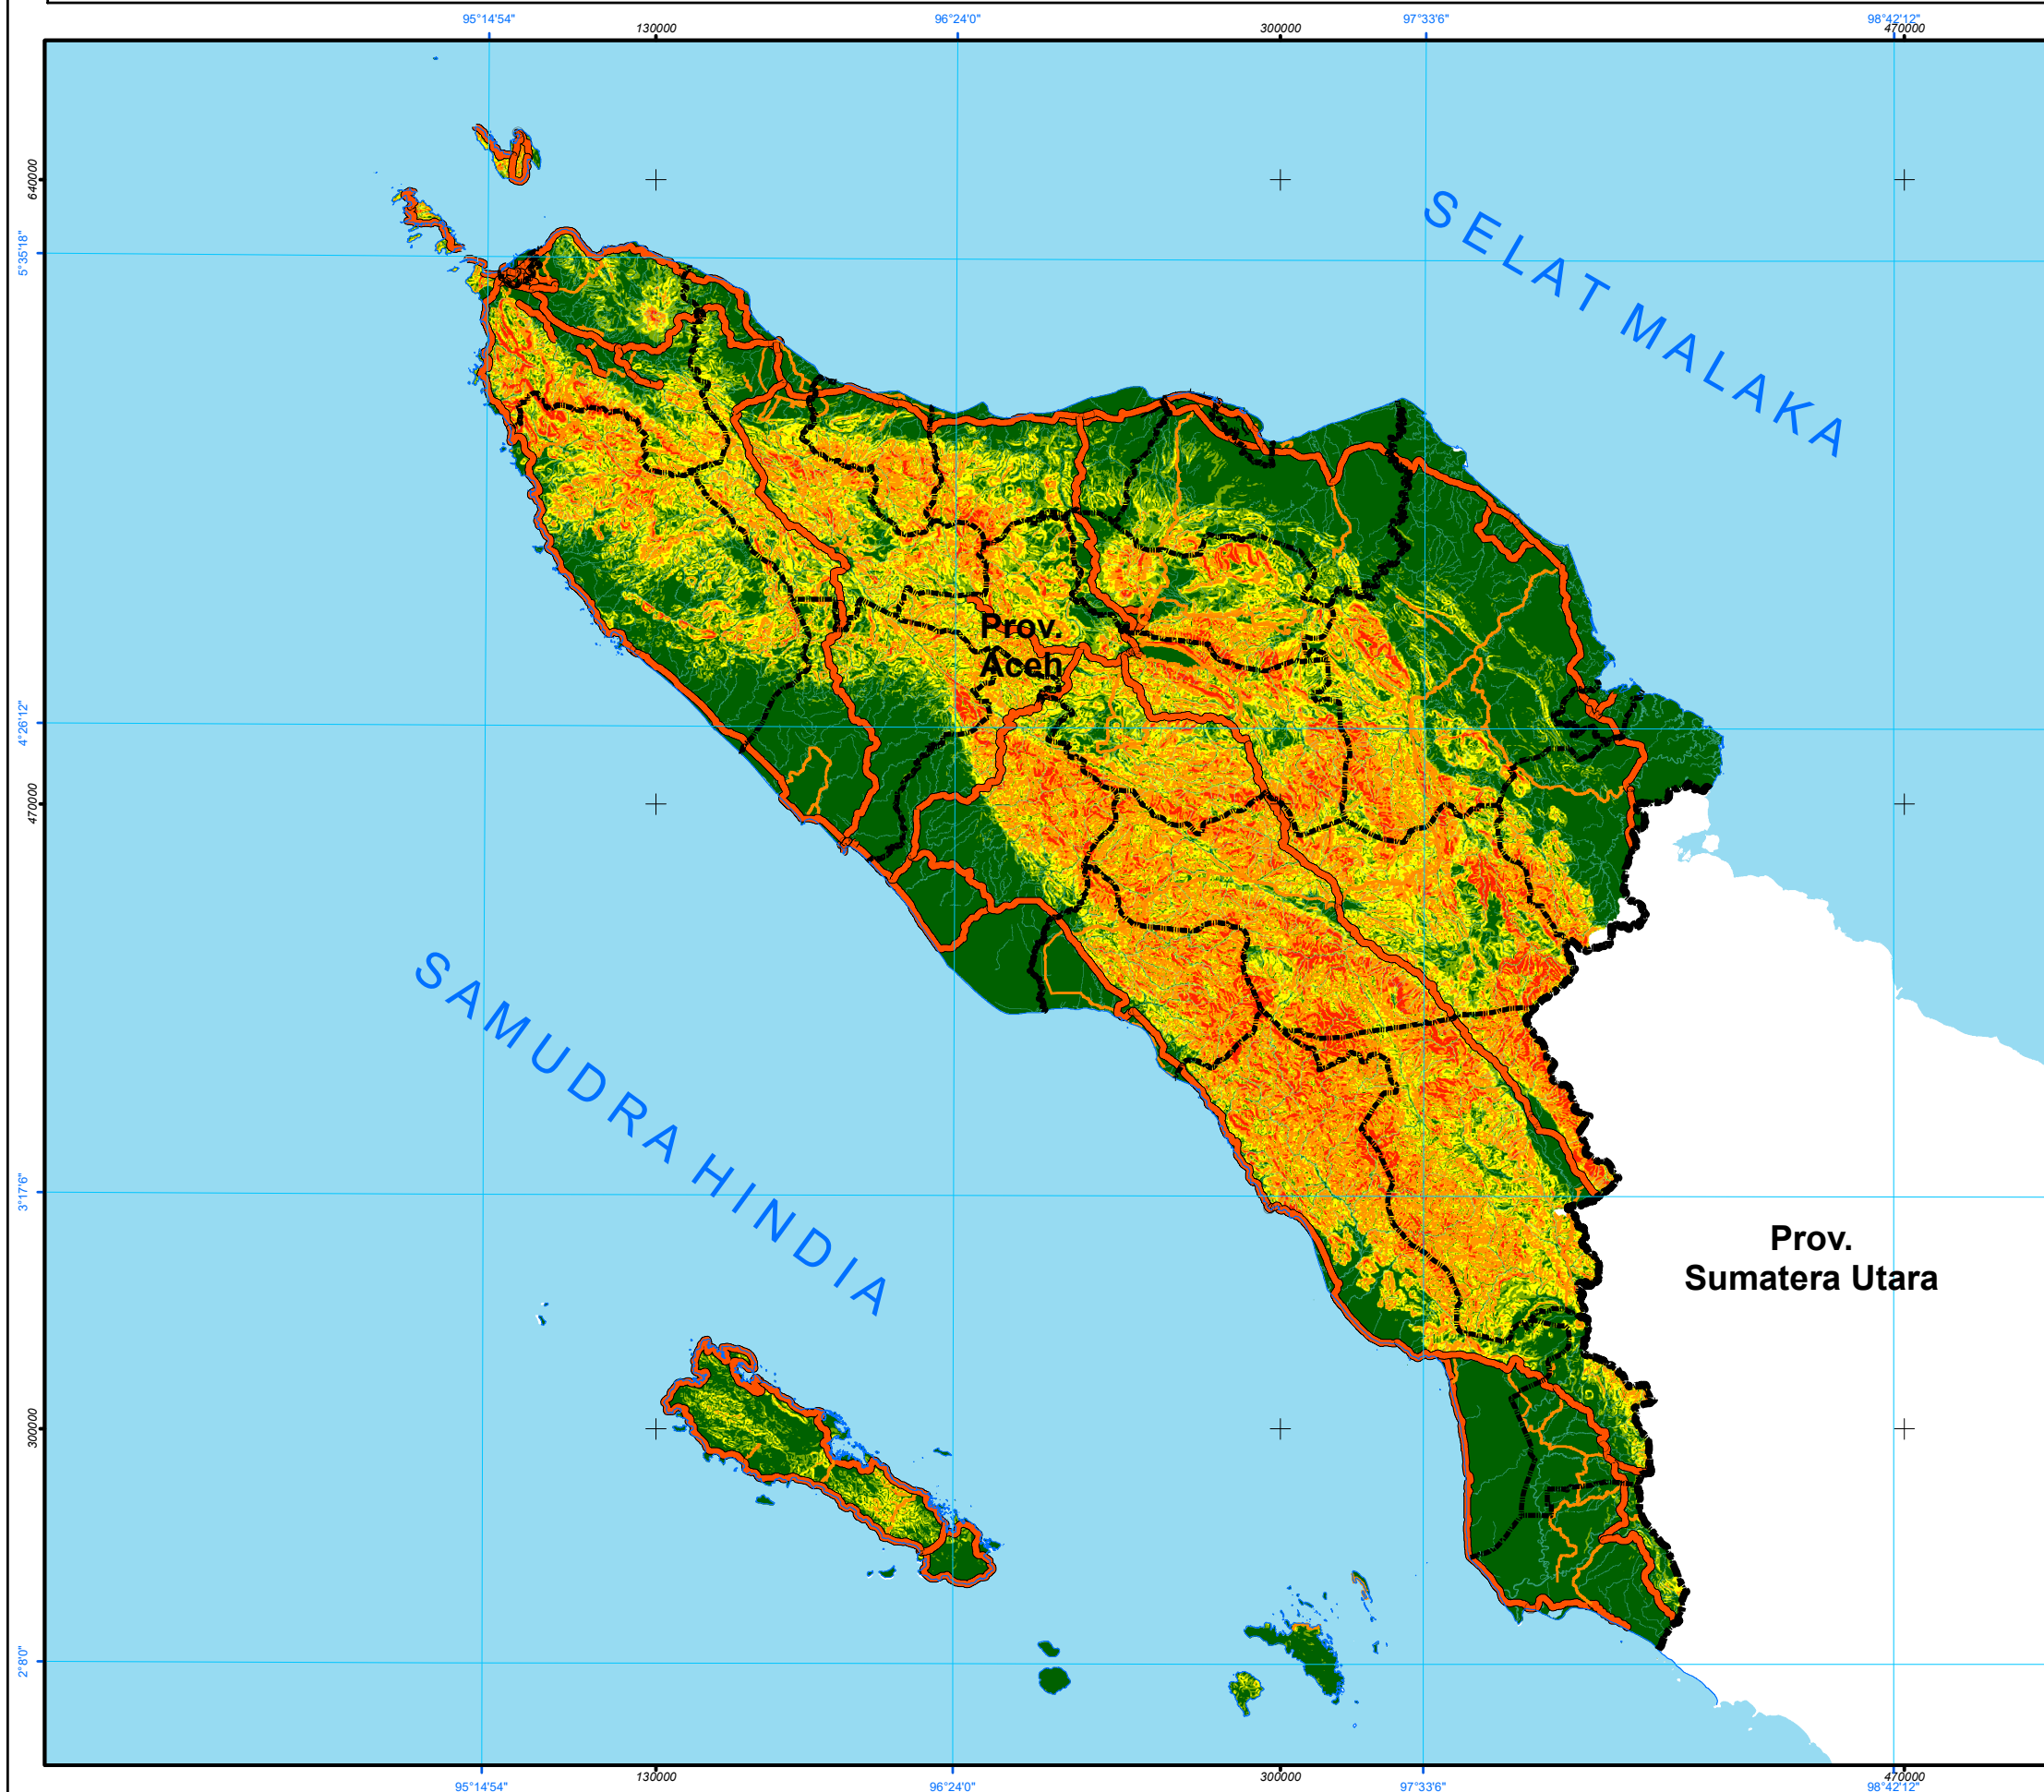 95°14'54" 96°24'0" 97°33'6" 98°42'12"
130000 300000 470000
640000
5°35'18"
SELAT MALAKA
Prov.
Aceh
4°26'12"
470000
SAMUDRA HINDIA
3°17'6"
Prov.
Sumatera Utara
300000
2°8'0"
130000 300000 470000
95°14'54" 96°24'0" 97°33'6" 98°42'12"